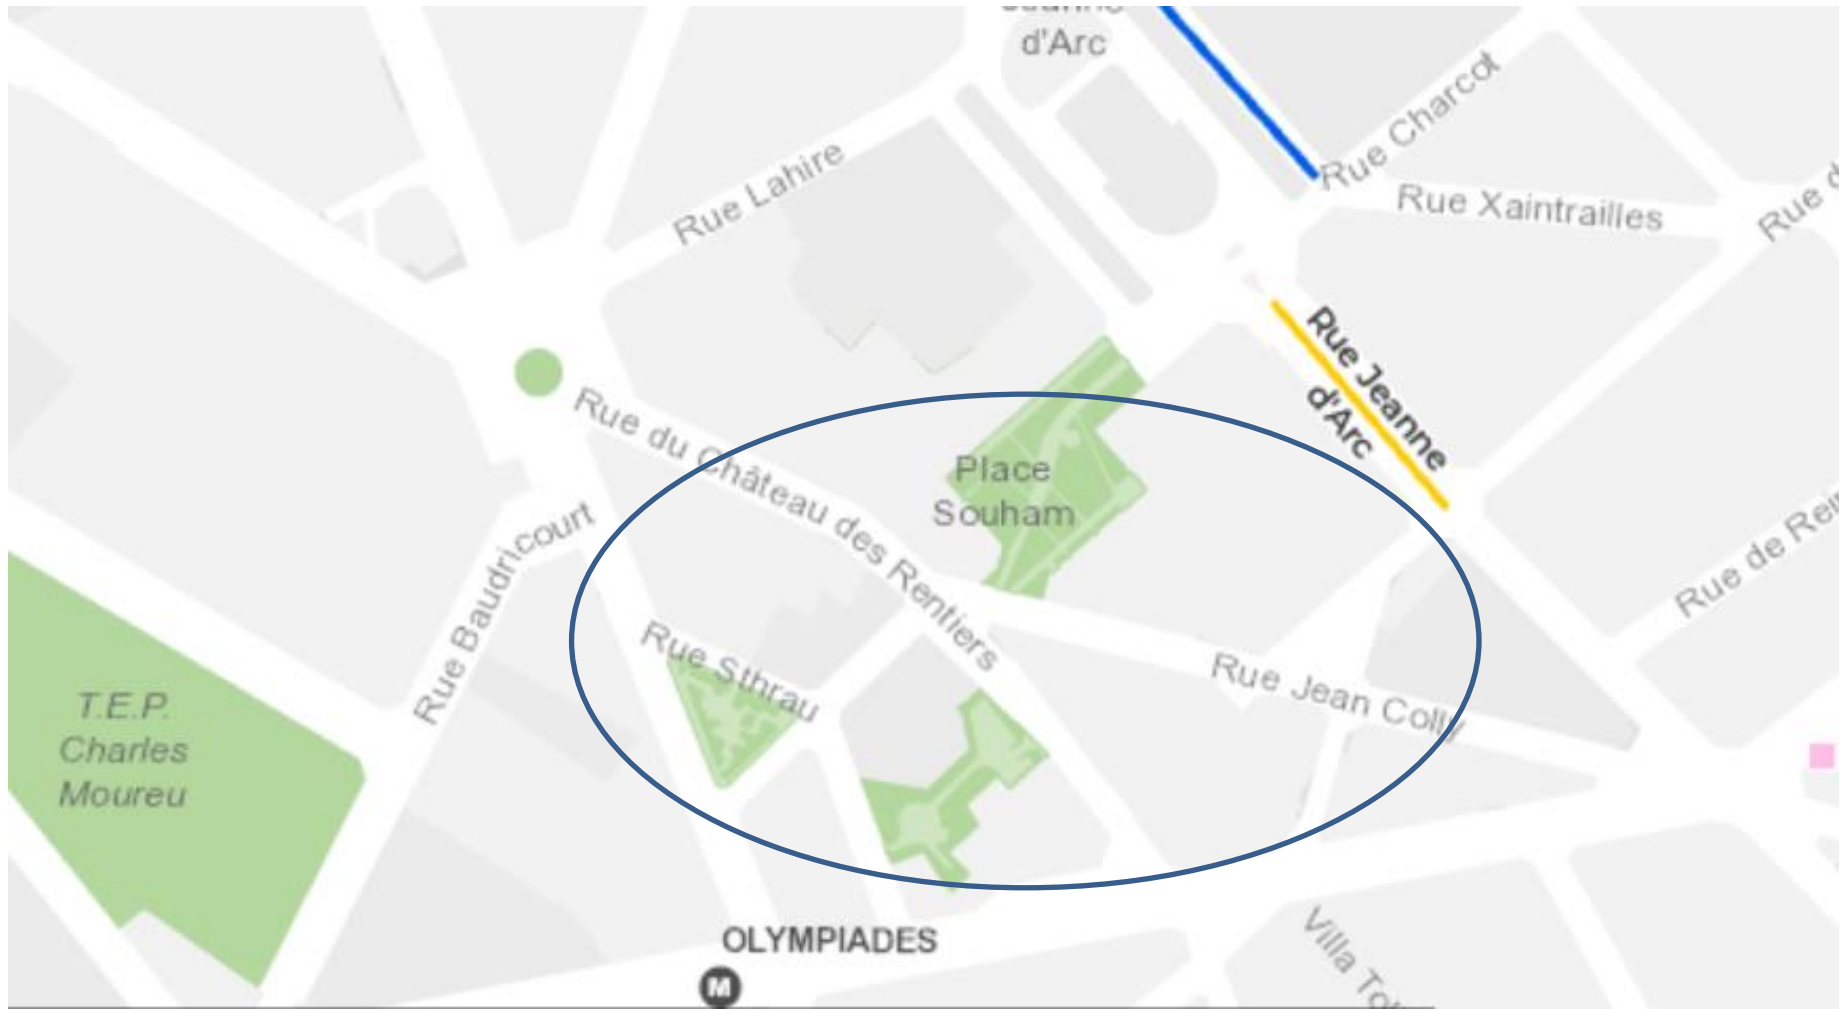 d'Arc
Rue Charcot
Rue Lahire
Rue Xaintrailles
Rue Jeanne
d'Arc
Rue du Château des Rentiers
Place
Souham
Rue Baudricourt
Rue de
Rue Sthrau
Rue Jean Colly
T.E.P.
Charles
Moureu
OLYMPIADES
M
Villa